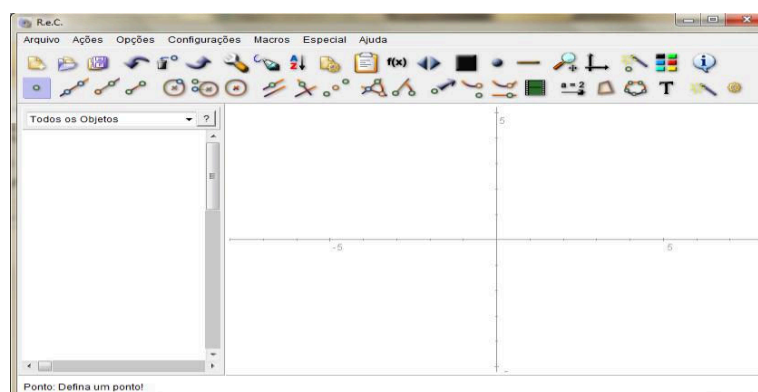 R.e.C.
Arquivo Ações Opções Configurações Macros Especial Ajuda
f(x)
a = 2 T
Todos os Objetos ?
5
-5 5
Ponto: Defina um ponto!